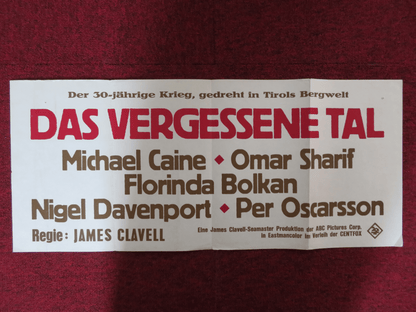 Der 30-jährige Krieg, gedreht in Tirols Bergwelt
DAS VERGESSENE TAL
Michael Caine • Omar Sharif
Florinda Bolkan
Nigel Davenport • Per Oscarsson
Regie: JAMES CLAVELL
Eine James Clavell-Seamaster Produktion der ABC Pictures Corp.
in Eastmancolor im Verleih der CENTFOX